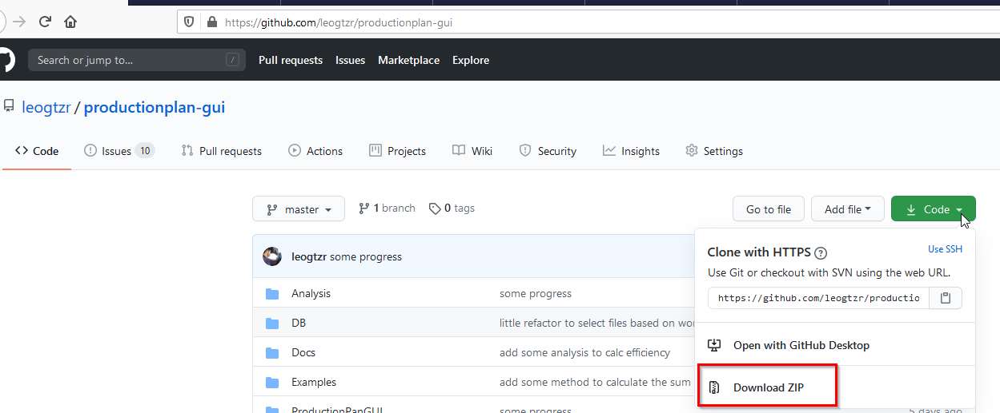 https://github.com/leogtzr/productionplan-gui
Search or jump to... / Pull requests Issues Marketplace Explore
leogtzr / productionplan-gui
Code Issues 10 Pull requests Actions Projects Wiki Security Insights Settings
master 1 branch 0 tags Go to file Add file Code
leogtzr some progress
Clone with HTTPS ? Use SSH
Use Git or checkout with SVN using the web URL.
https://github.com/leogtzr/productio
Analysis some progress
DB little refactor to select files based on wor
Docs add some analysis to calc efficiency
Examples add some method to calculate the sum
Open with GitHub Desktop
Download ZIP
ProductionPanGUI some progress 5 days ago